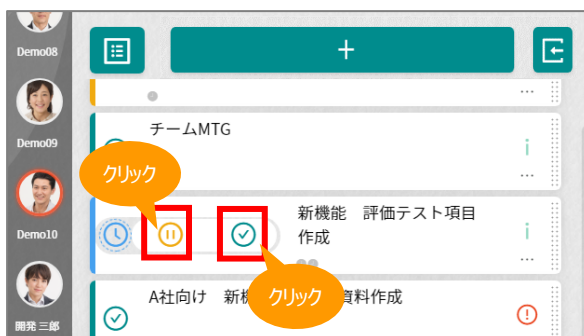 Demo08
Demo09
Demo10
開発 三郎
+
...
チームMTG
i
...
クリック
新機能 評価テスト項目
作成
i
...
A社向け 新機
クリック
資料作成